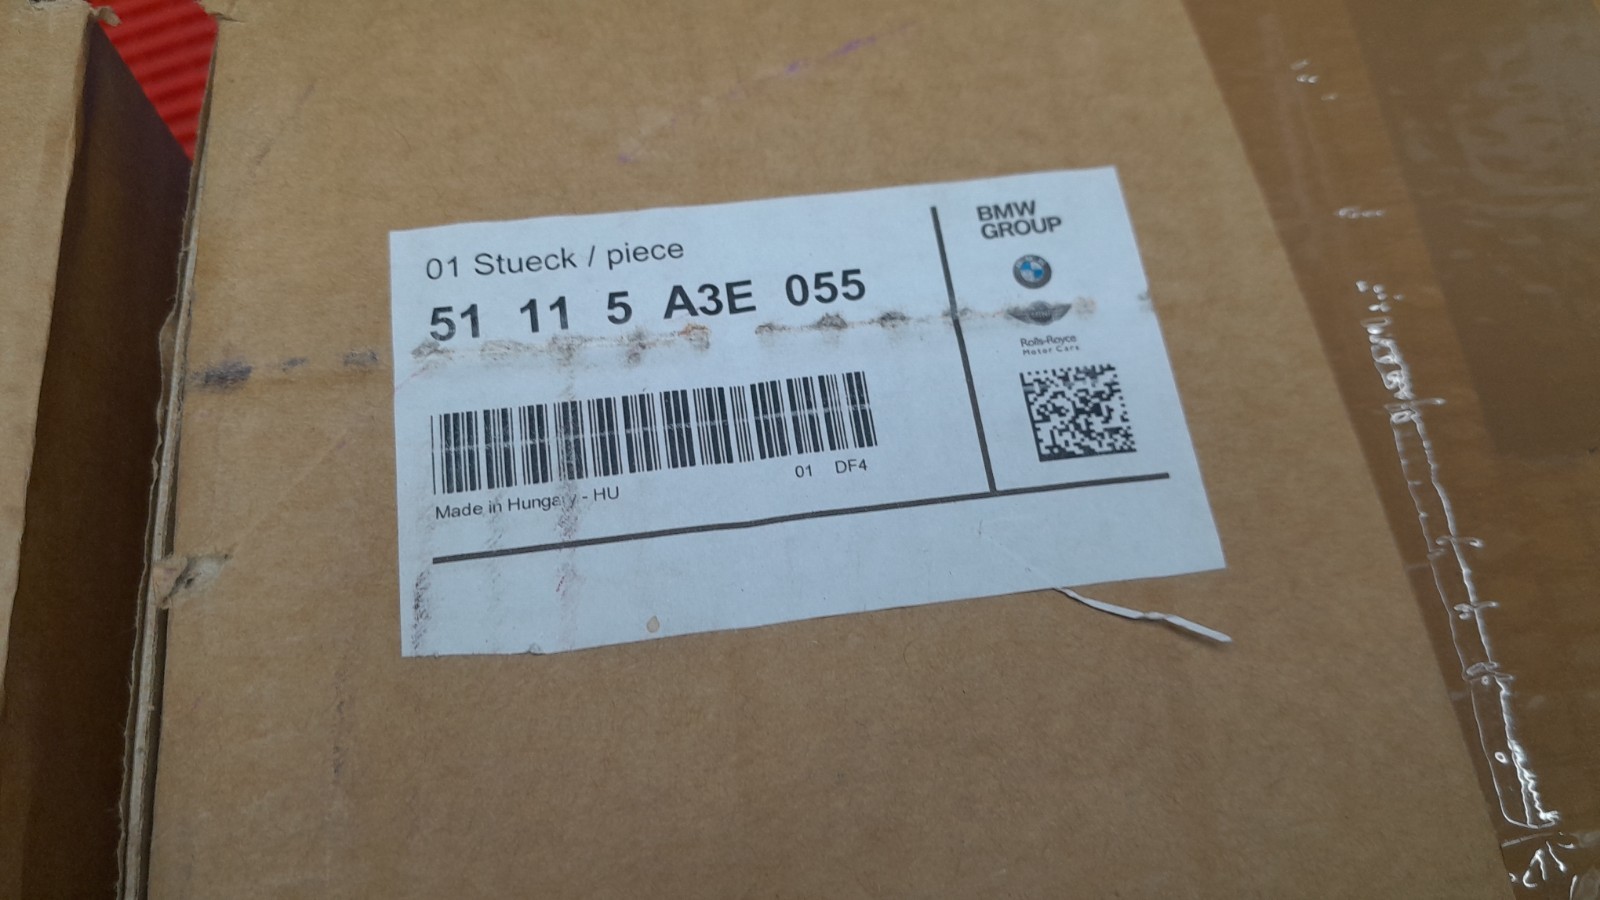 01 Stueck / piece
51 11 5 A3E 055
01 DF4
Made in Hungary - HU
BMW
GROUP
Rolls-Royce
Motor Cars